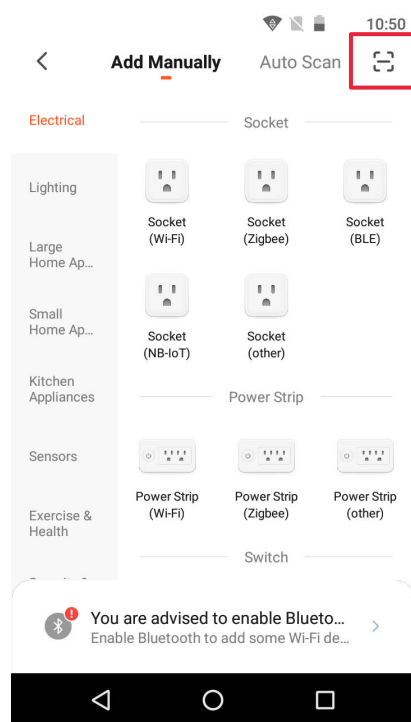 10:50
Add Manually
Auto Scan
Electrical
Lighting
Large
Home Ap...
Small
Home Ap...
Kitchen
Appliances
Sensors
Exercise &
Health
Socket
Socket
(Wi-Fi)
Socket
(Zigbee)
Socket
(BLE)
Socket
(NB-IoT)
Socket
(other)
Power Strip
Power Strip
(Wi-Fi)
Power Strip
(Zigbee)
Power Strip
(other)
Switch
You are advised to enable Blueto...
Enable Bluetooth to add some Wi-Fi de...